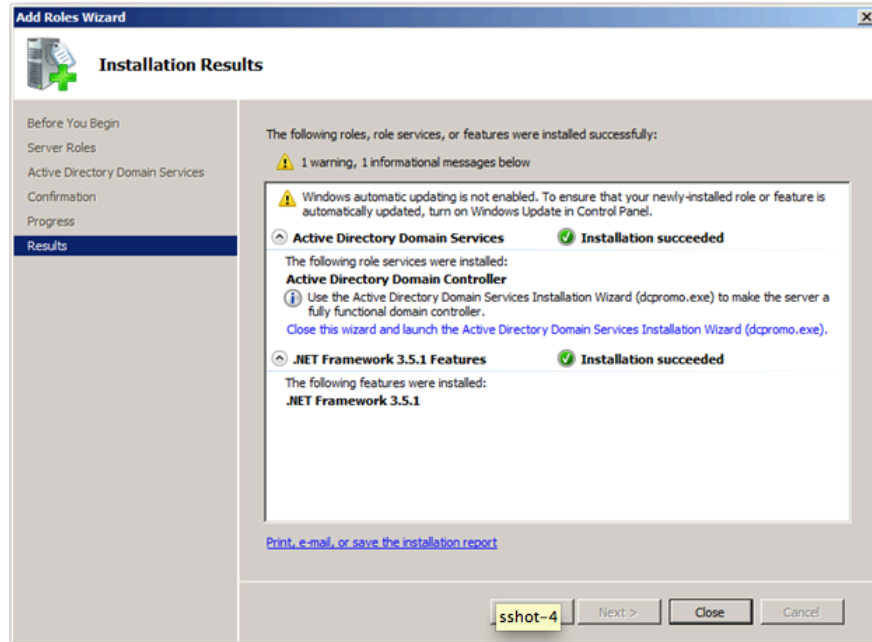 Add Roles Wizard
Installation Results
Before You Begin
Server Roles
Active Directory Domain Services
Confirmation
Progress
Results
The following roles, role services, or features were installed successfully:
1 warning, 1 informational messages below
Windows automatic updating is not enabled. To ensure that your newly-installed role or feature is
automatically updated, turn on Windows Update in Control Panel.
Active Directory Domain Services Installation succeeded
The following role services were installed:
Active Directory Domain Controller
Use the Active Directory Domain Services Installation Wizard (dcpromo.exe) to make the server a
fully functional domain controller.
Close this wizard and launch the Active Directory Domain Services Installation Wizard (dcpromo.exe).
.NET Framework 3.5.1 Features Installation succeeded
The following features were installed:
.NET Framework 3.5.1
Print, e-mail, or save the installation report
sshot-4 Next > Close Cancel